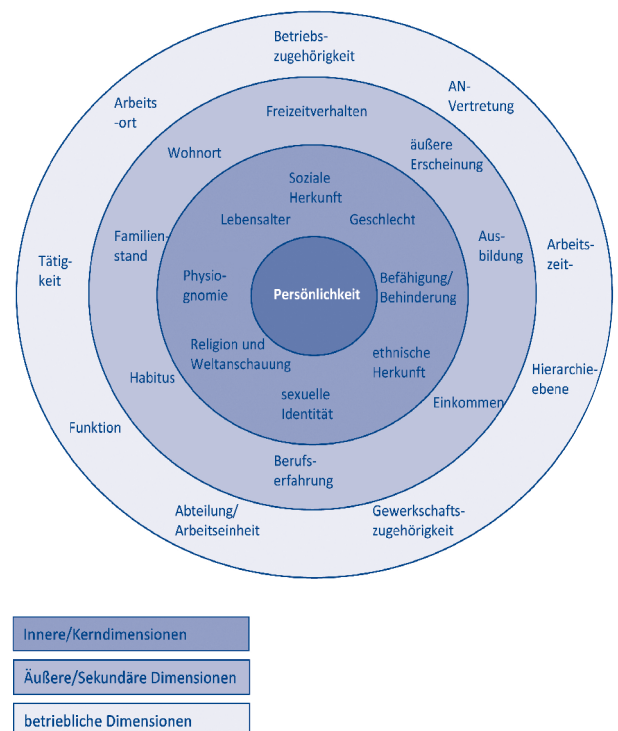 Betriebs-
zugehörigkeit
AN-
Vertretung
Arbeits
-ort
Freizeitverhalten
äußere
Erscheinung
Wohnort
Soziale
Herkunft
Lebensalter
Geschlecht
Familien-
stand
Aus-
bildung
Arbeits-
zeit-
Tätig-
keit
Physio-
gnomie
Persönlichkeit
Befähigung/
Behinderung
Religion und
Weltanschauung
ethnische
Herkunft
Hierarchie-
ebene
Habitus
sexuelle
Identität
Einkommen
Funktion
Berufs-
erfahrung
Abteilung/
Arbeitseinheit
Gewerkschafts-
zugehörigkeit
Innere/Kerndimensionen
Äußere/Sekundäre Dimensionen
betriebliche Dimensionen